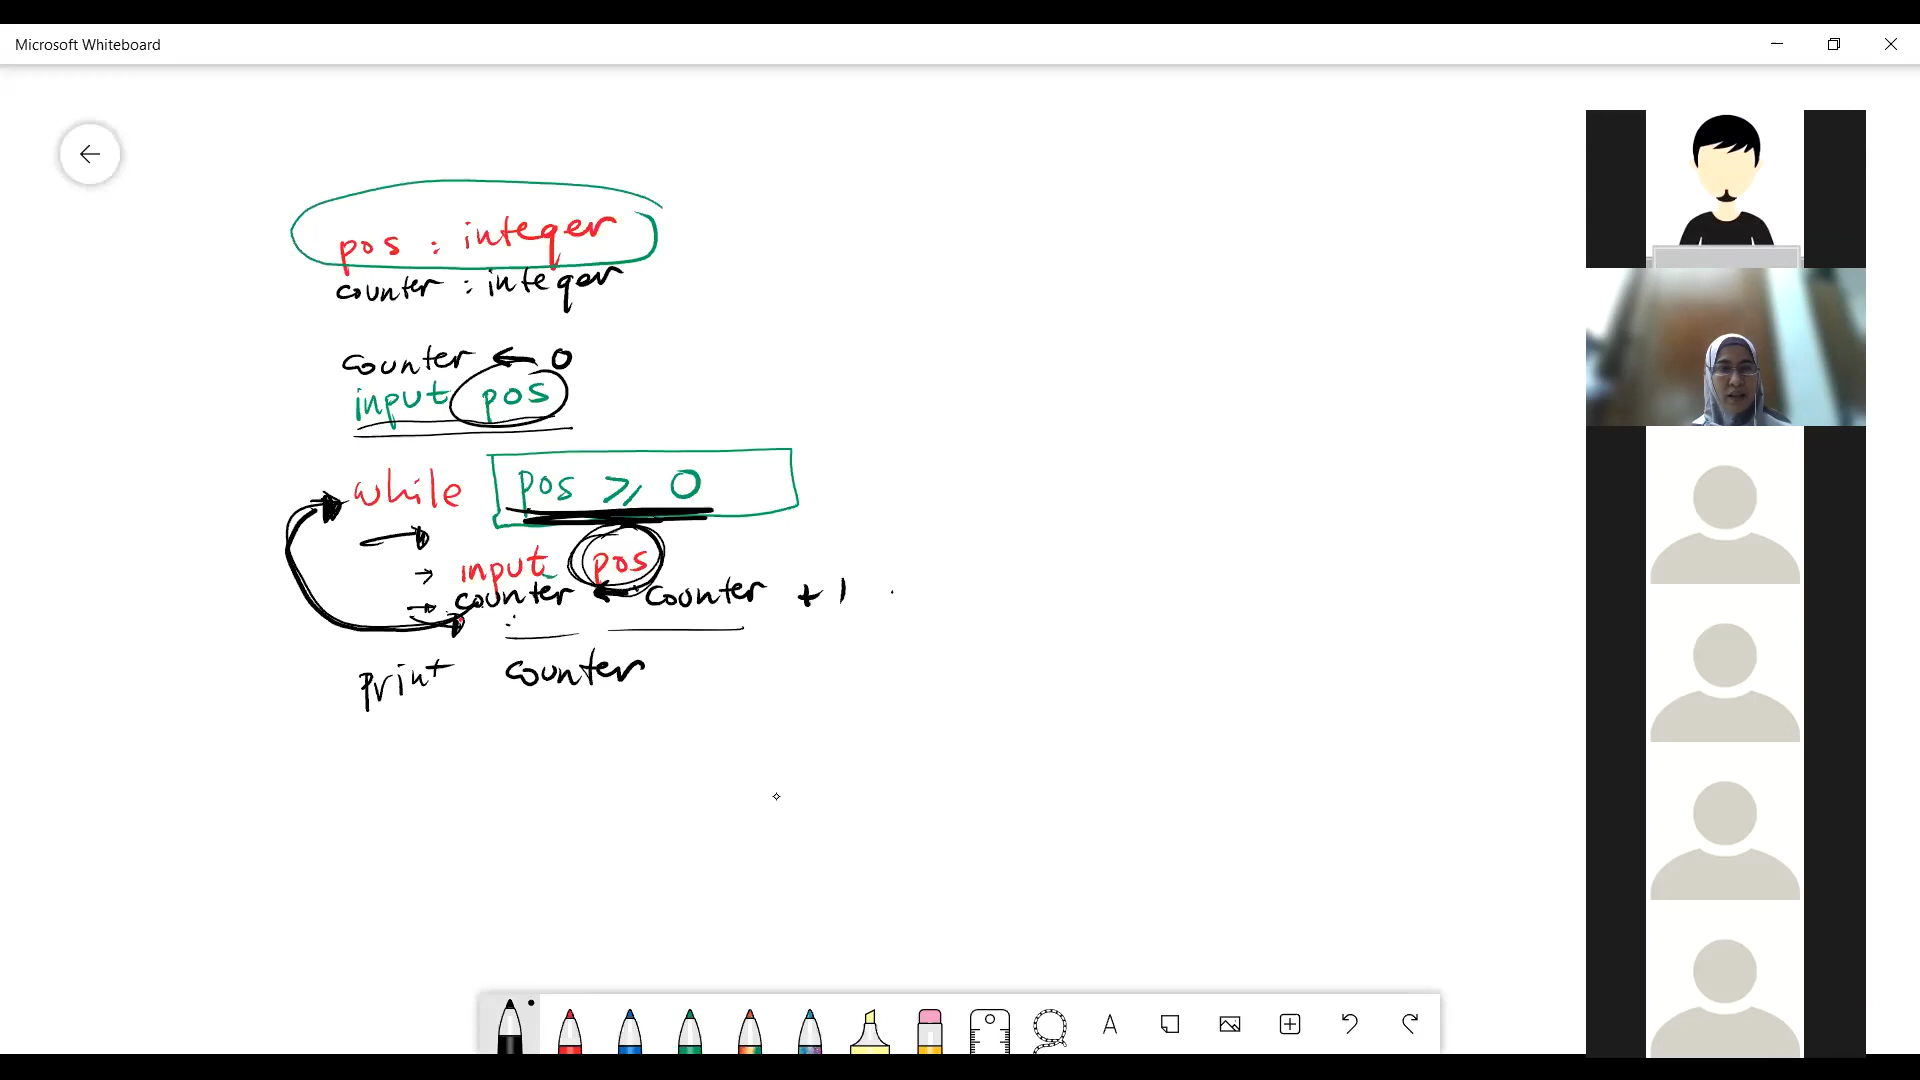 Microsoft Whiteboard
pos : integer
counter : integer
counter ← 0
input pos
while pos ⩾ 0
input pos
counter ← counter + 1
print counter